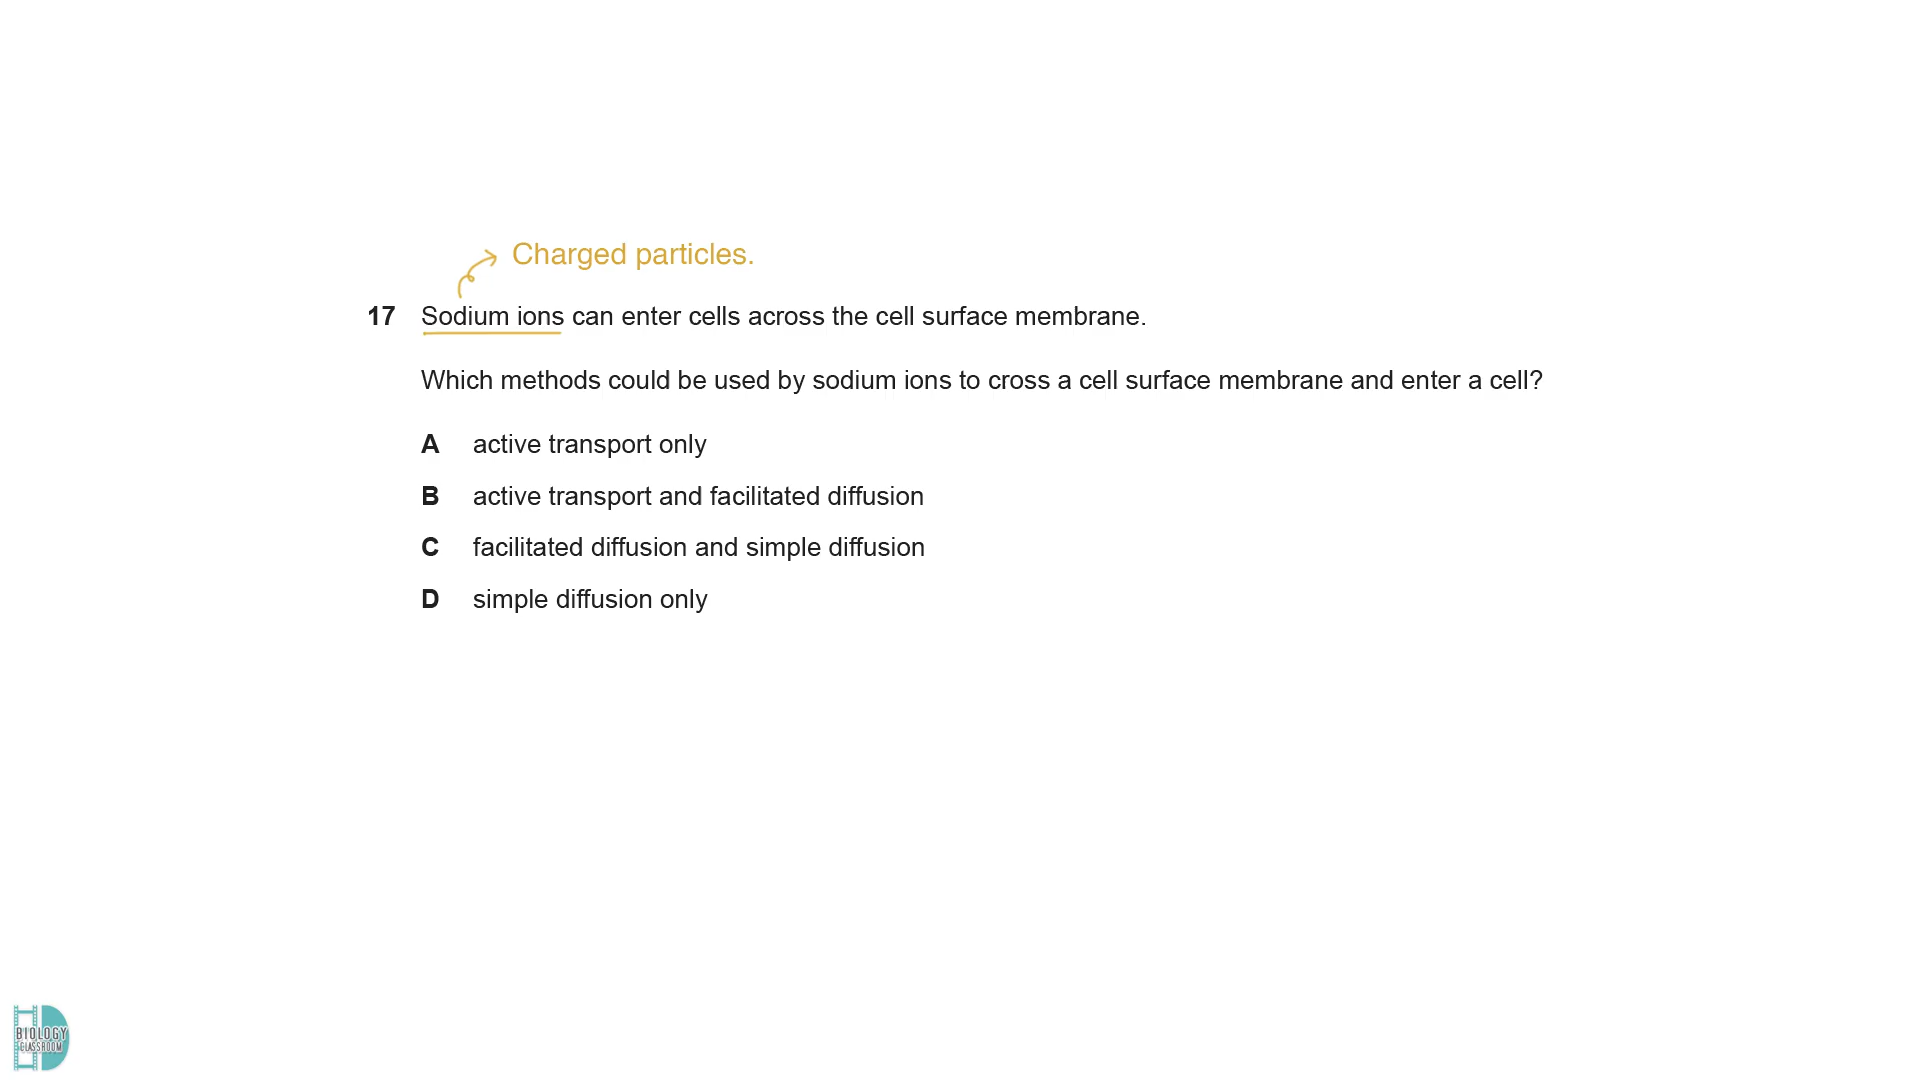 Charged particles.
17 Sodium ions can enter cells across the cell surface membrane.
Which methods could be used by sodium ions to cross a cell surface membrane and enter a cell?
A active transport only
B active transport and facilitated diffusion
C facilitated diffusion and simple diffusion
D simple diffusion only
BIOLOGY
CLASSROOM